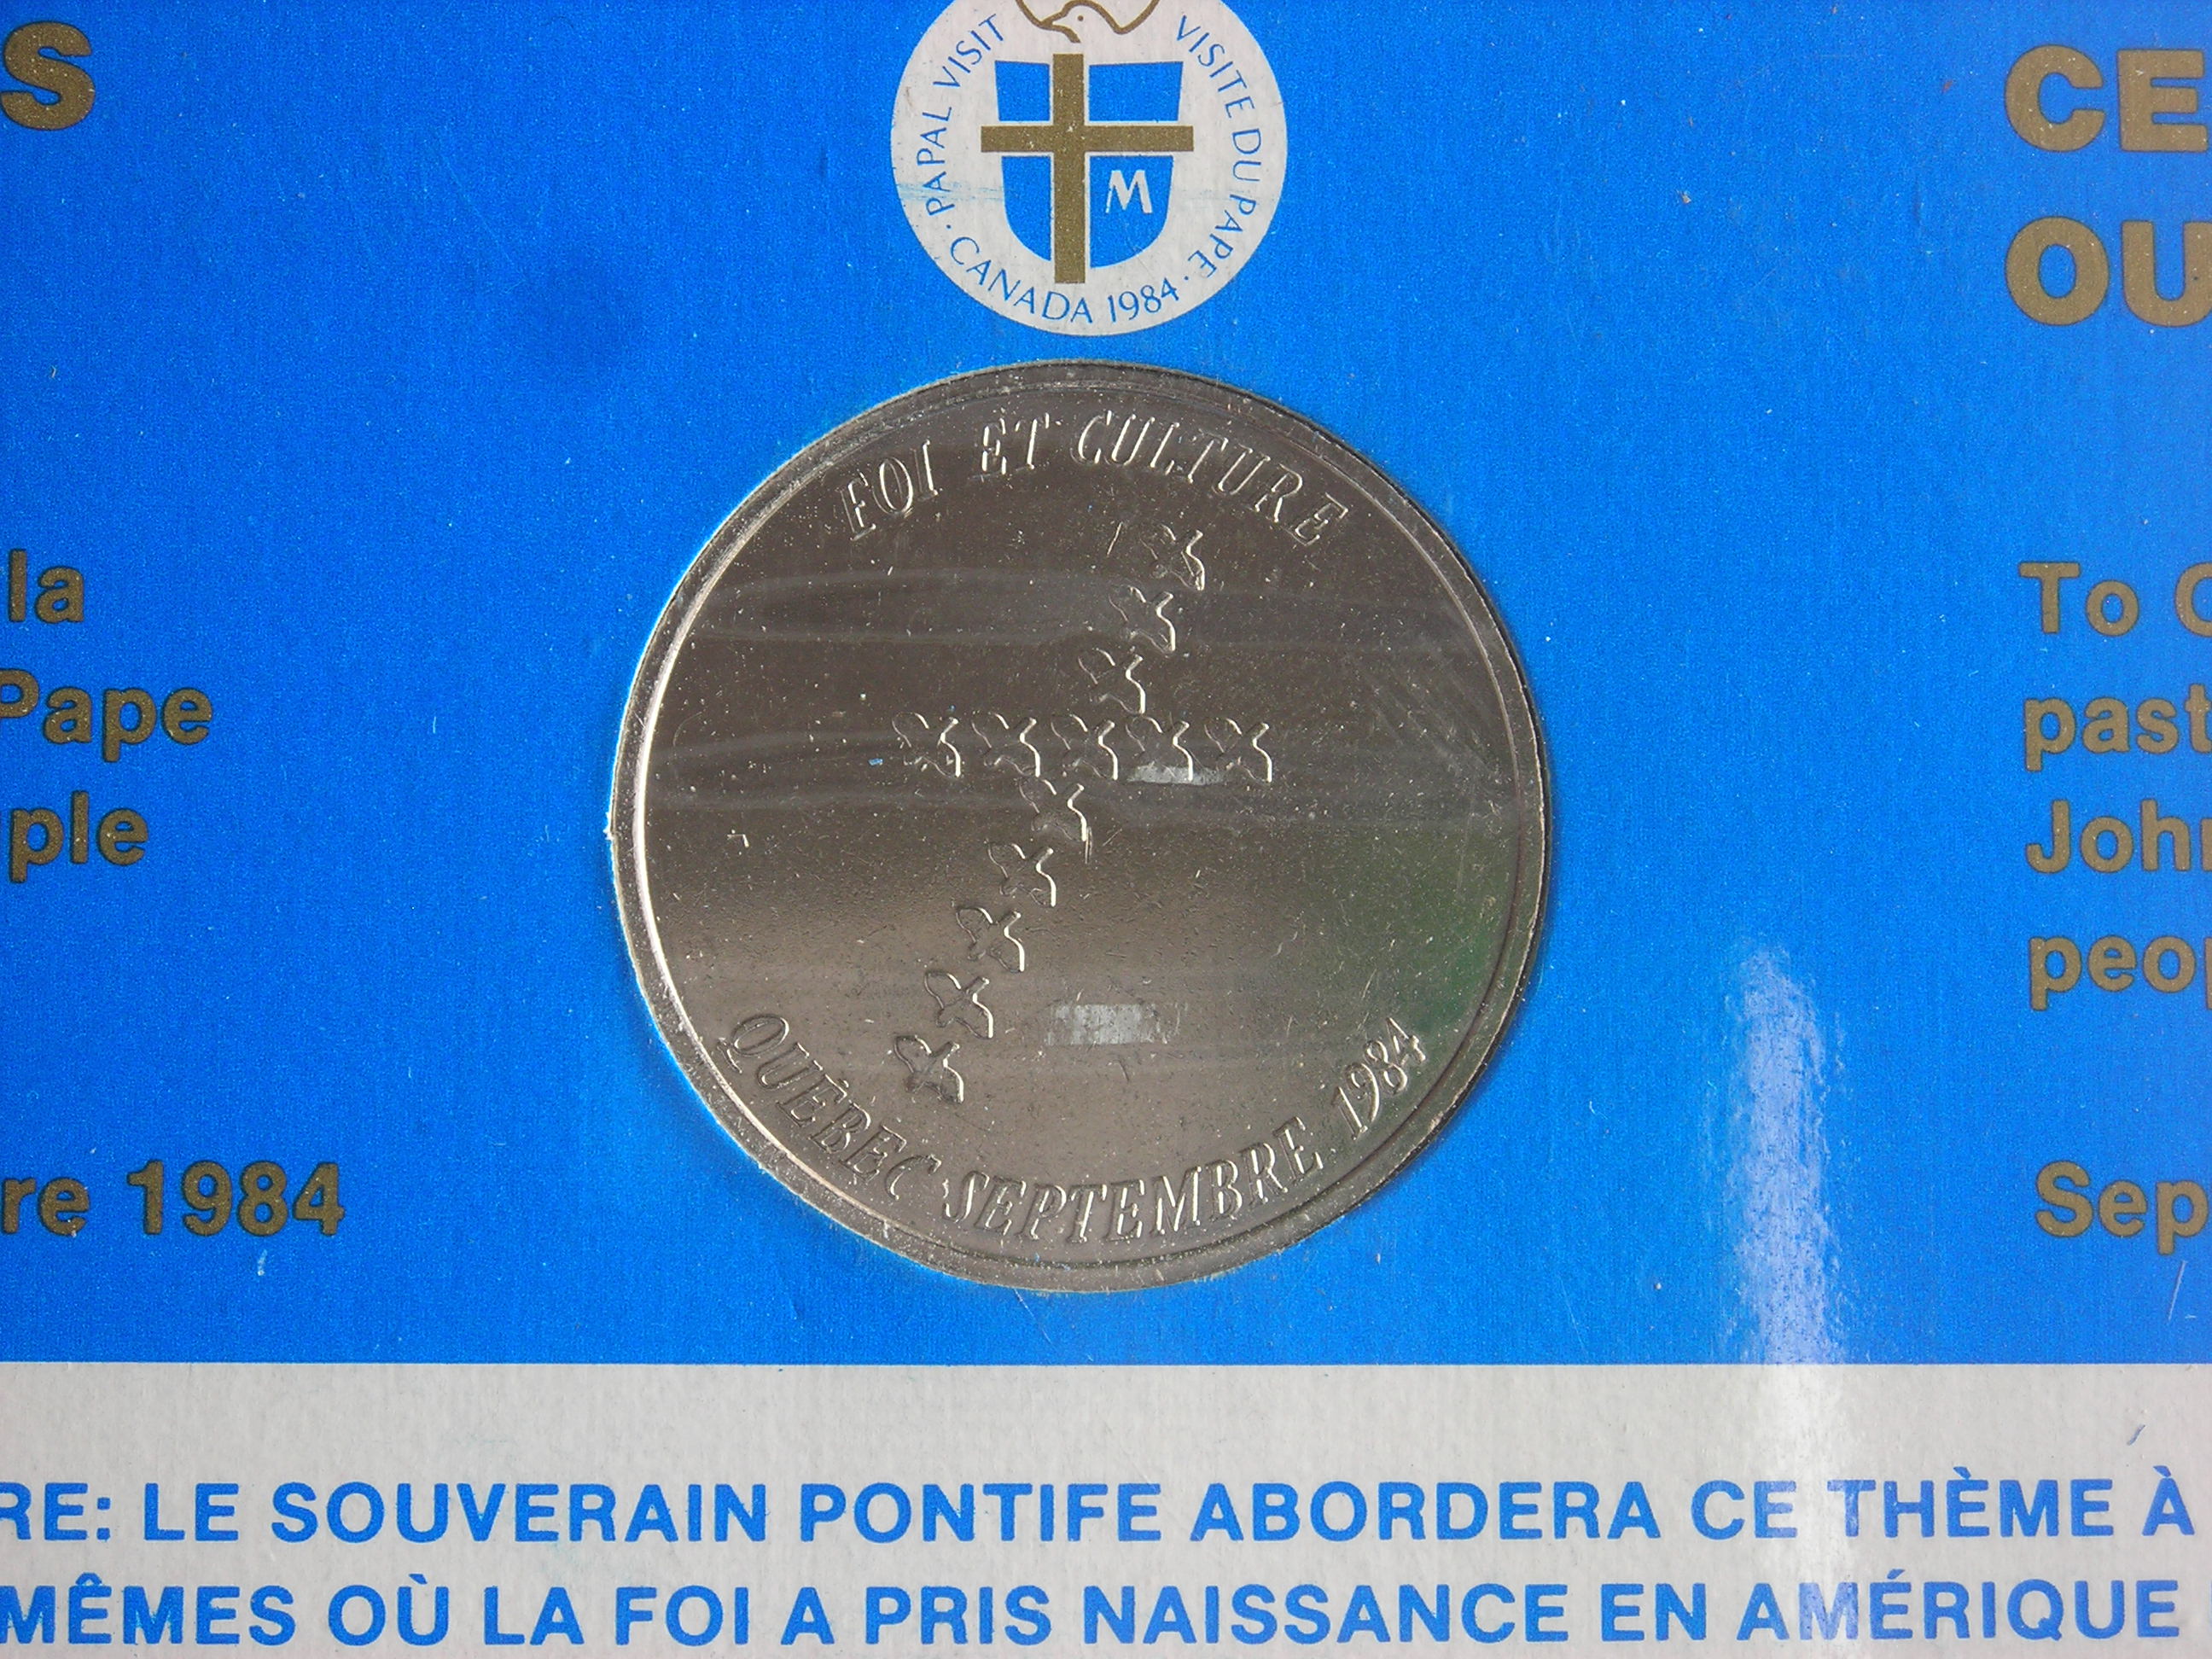 S
PAPAL VISIT
VISITE DU PAPE
· CANADA 1984 ·
M
CE
OU
FOI ET CULTURE
QUÉBEC SEPTEMBRE 1984
la
Pape
ple
re 1984
To C
past
John
peop
Sep
RE: LE SOUVERAIN PONTIFE ABORDERA CE THÈME À
MÊMES OÙ LA FOI A PRIS NAISSANCE EN AMÉRIQUE